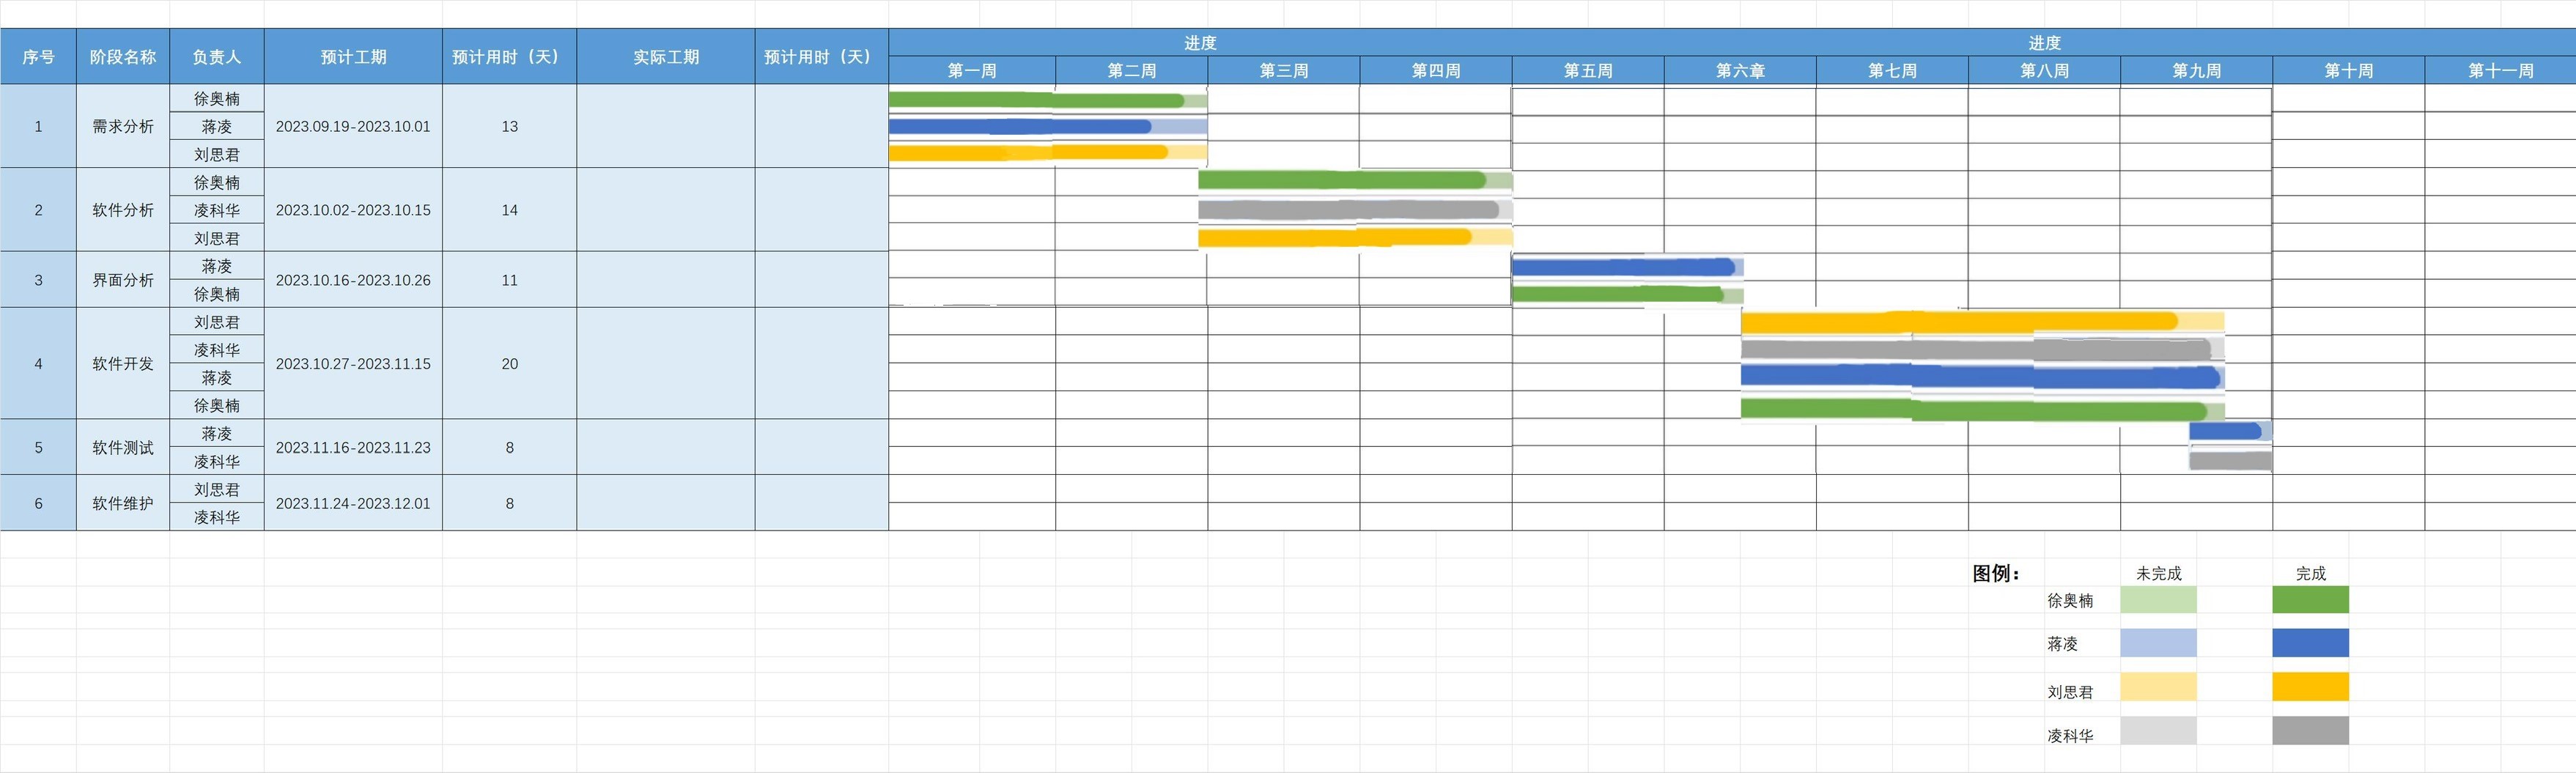 序号 阶段名称 负责人 预计工期 预计用时（天） 实际工期 预计用时（天） 进度 进度
第一周 第二周 第三周 第四周 第五周 第六章 第七周 第八周 第九周 第十周 第十一周
1 需求分析 徐奥楠 2023.09.19-2023.10.01 13
蒋凌
刘思君
2 软件分析 徐奥楠 2023.10.02-2023.10.15 14
凌科华
刘思君
3 界面分析 蒋凌 2023.10.16-2023.10.26 11
徐奥楠
4 软件开发 刘思君 2023.10.27-2023.11.15 20
凌科华
蒋凌
徐奥楠
5 软件测试 蒋凌 2023.11.16-2023.11.23 8
凌科华
6 软件维护 刘思君 2023.11.24-2023.12.01 8
凌科华
图例： 未完成 完成
徐奥楠
蒋凌
刘思君
凌科华